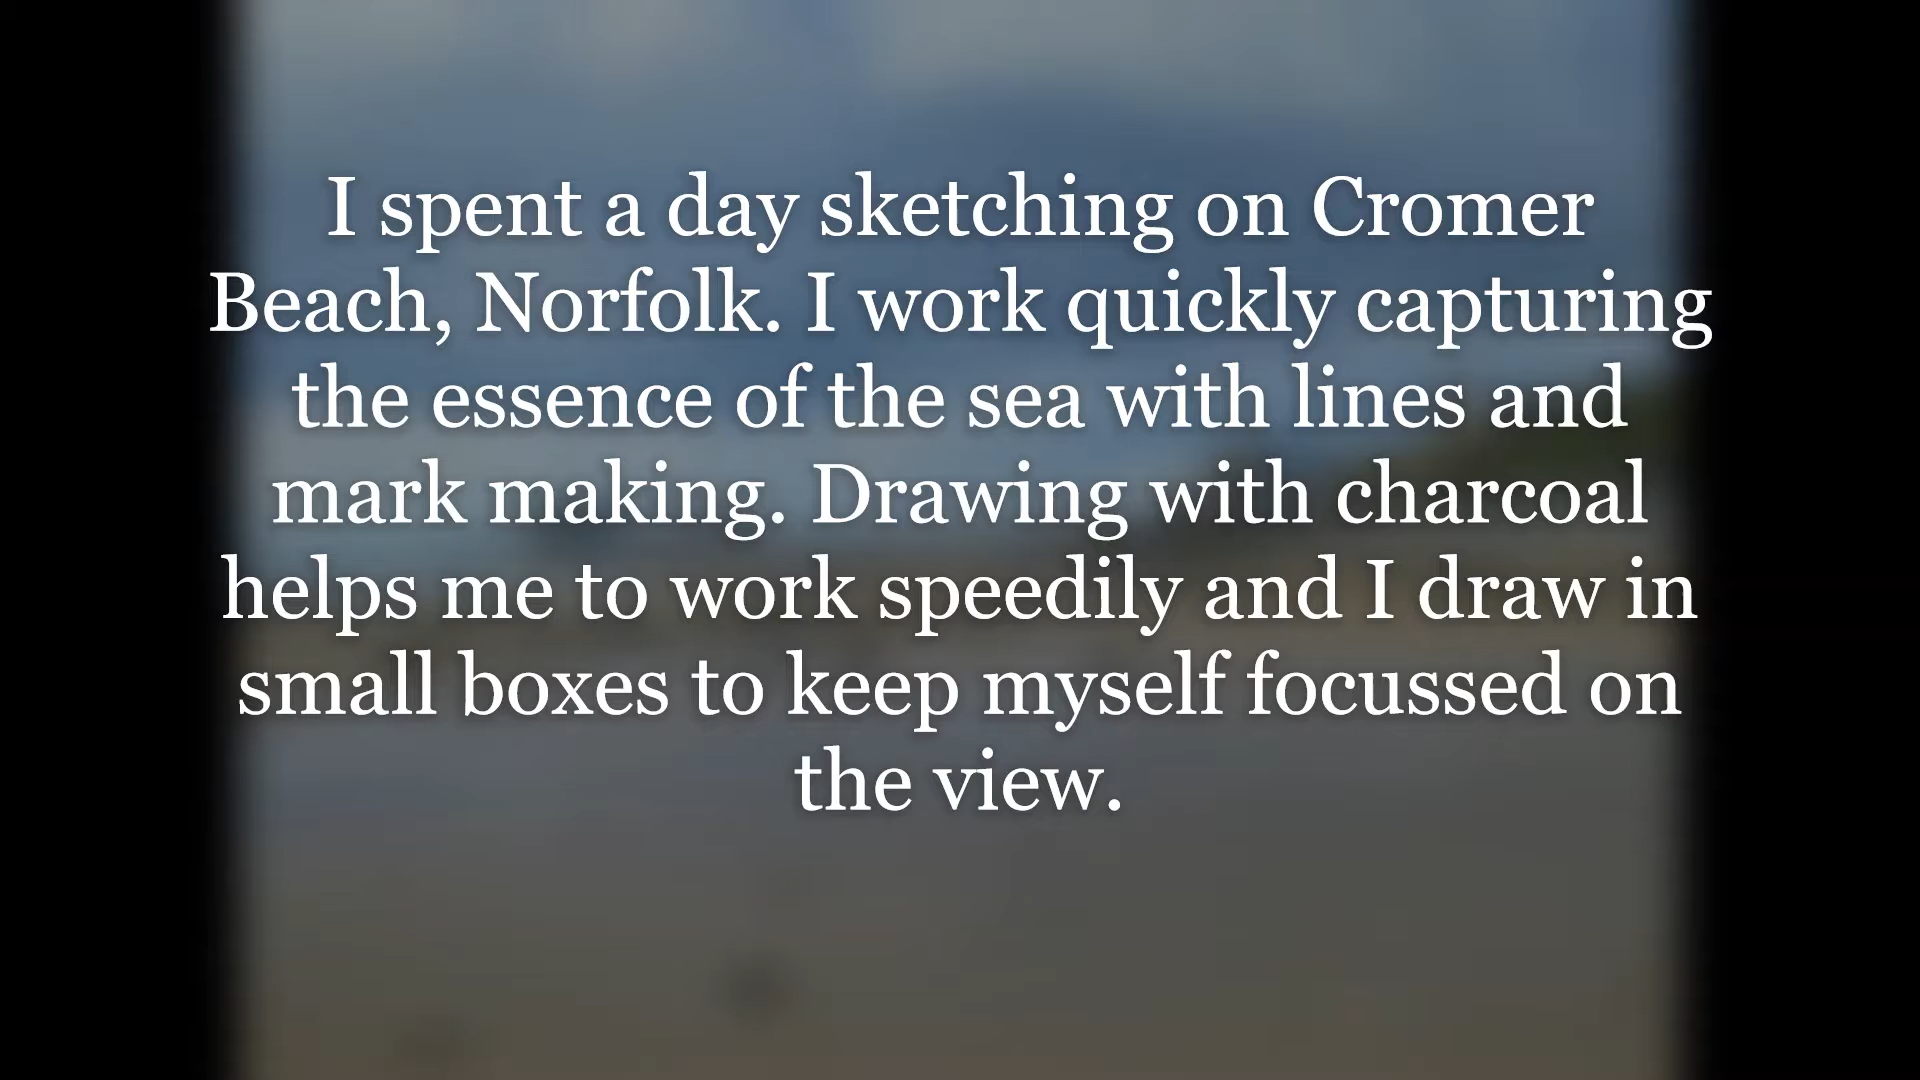 I spent a day sketching on Cromer
Beach, Norfolk. I work quickly capturing
the essence of the sea with lines and
mark making. Drawing with charcoal
helps me to work speedily and I draw in
small boxes to keep myself focussed on
the view.